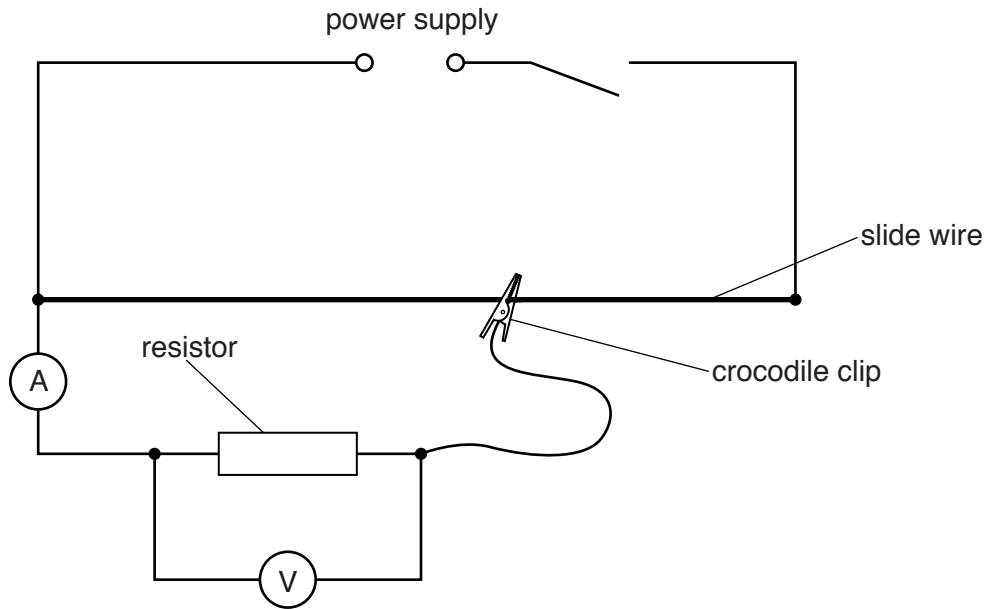 power supply
slide wire
resistor
crocodile clip
A
V